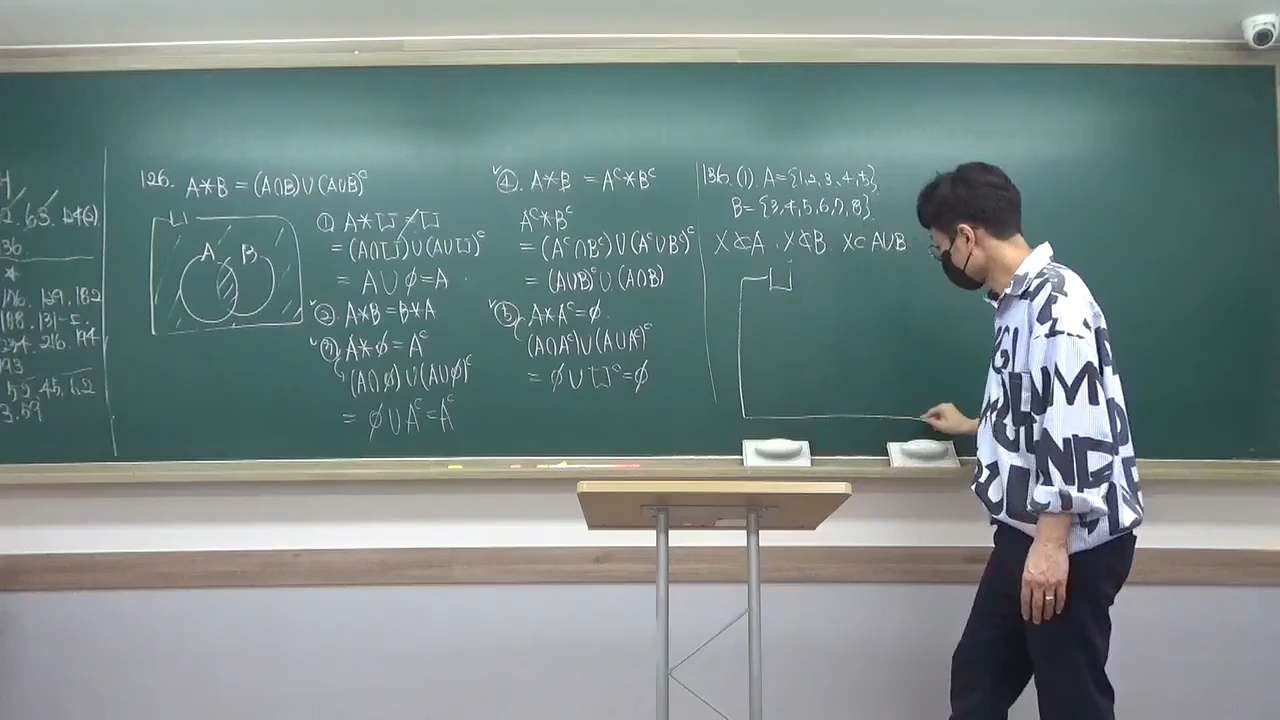 136.
★
126. A*B = (A∩B)∪(A∪B)ᶜ
U
A B
① A*U=U
= (A∩U)∪(A∪U)ᶜ
= A∪∅=A
② A*B=B*A
③ A*∅=Aᶜ
(A∩∅)∪(A∪∅)ᶜ
= ∅∪Aᶜ=Aᶜ
④. A*B = Aᶜ*Bᶜ
Aᶜ*Bᶜ
= (Aᶜ∩Bᶜ)∪(Aᶜ∪Bᶜ)ᶜ
= (A∪B)ᶜ∪(A∩B)
⑤ A*Aᶜ=∅.
(A∩Aᶜ)∪(A∪Aᶜ)ᶜ
= ∅∪Uᶜ=∅
136. (1). A={1,2,3,4,5}
B={3,4,5,6,7,8}
X⊄A. X⊄B. X⊂A∪B.
U